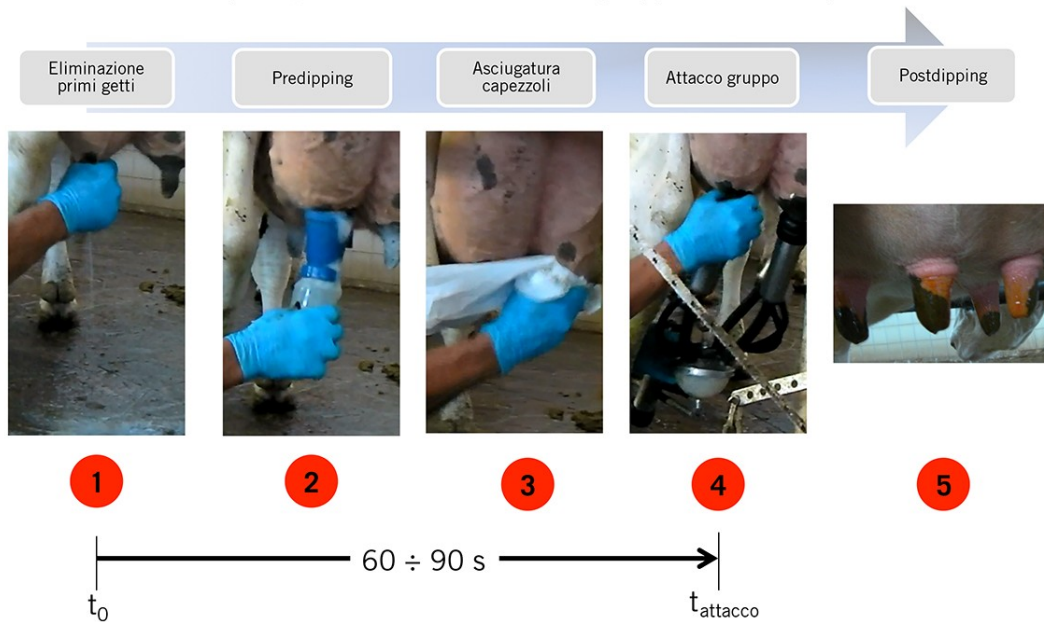 Eliminazione
primi getti
Predipping
Asciugatura
capezzoli
Attacco gruppo
Postdipping
1
2
3
4
5
60 ÷ 90 s
t0
tattacco